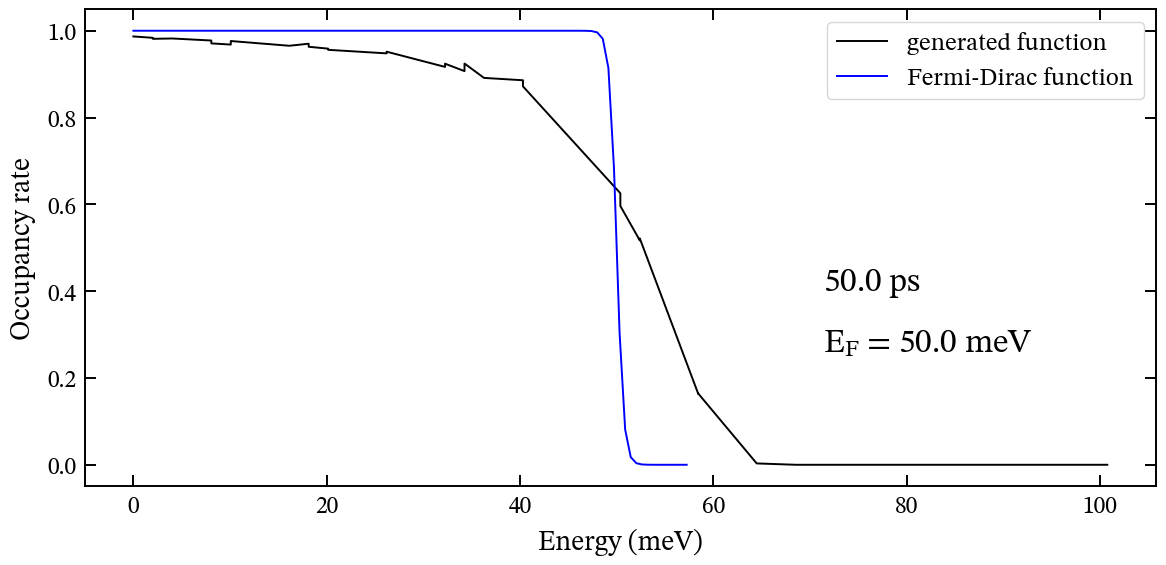 generated function
Fermi-Dirac function
1.0
0.8
0.6
0.4
0.2
0.0
Occupancy rate
50.0 ps
E_F = 50.0 meV
0 20 40 60 80 100
Energy (meV)